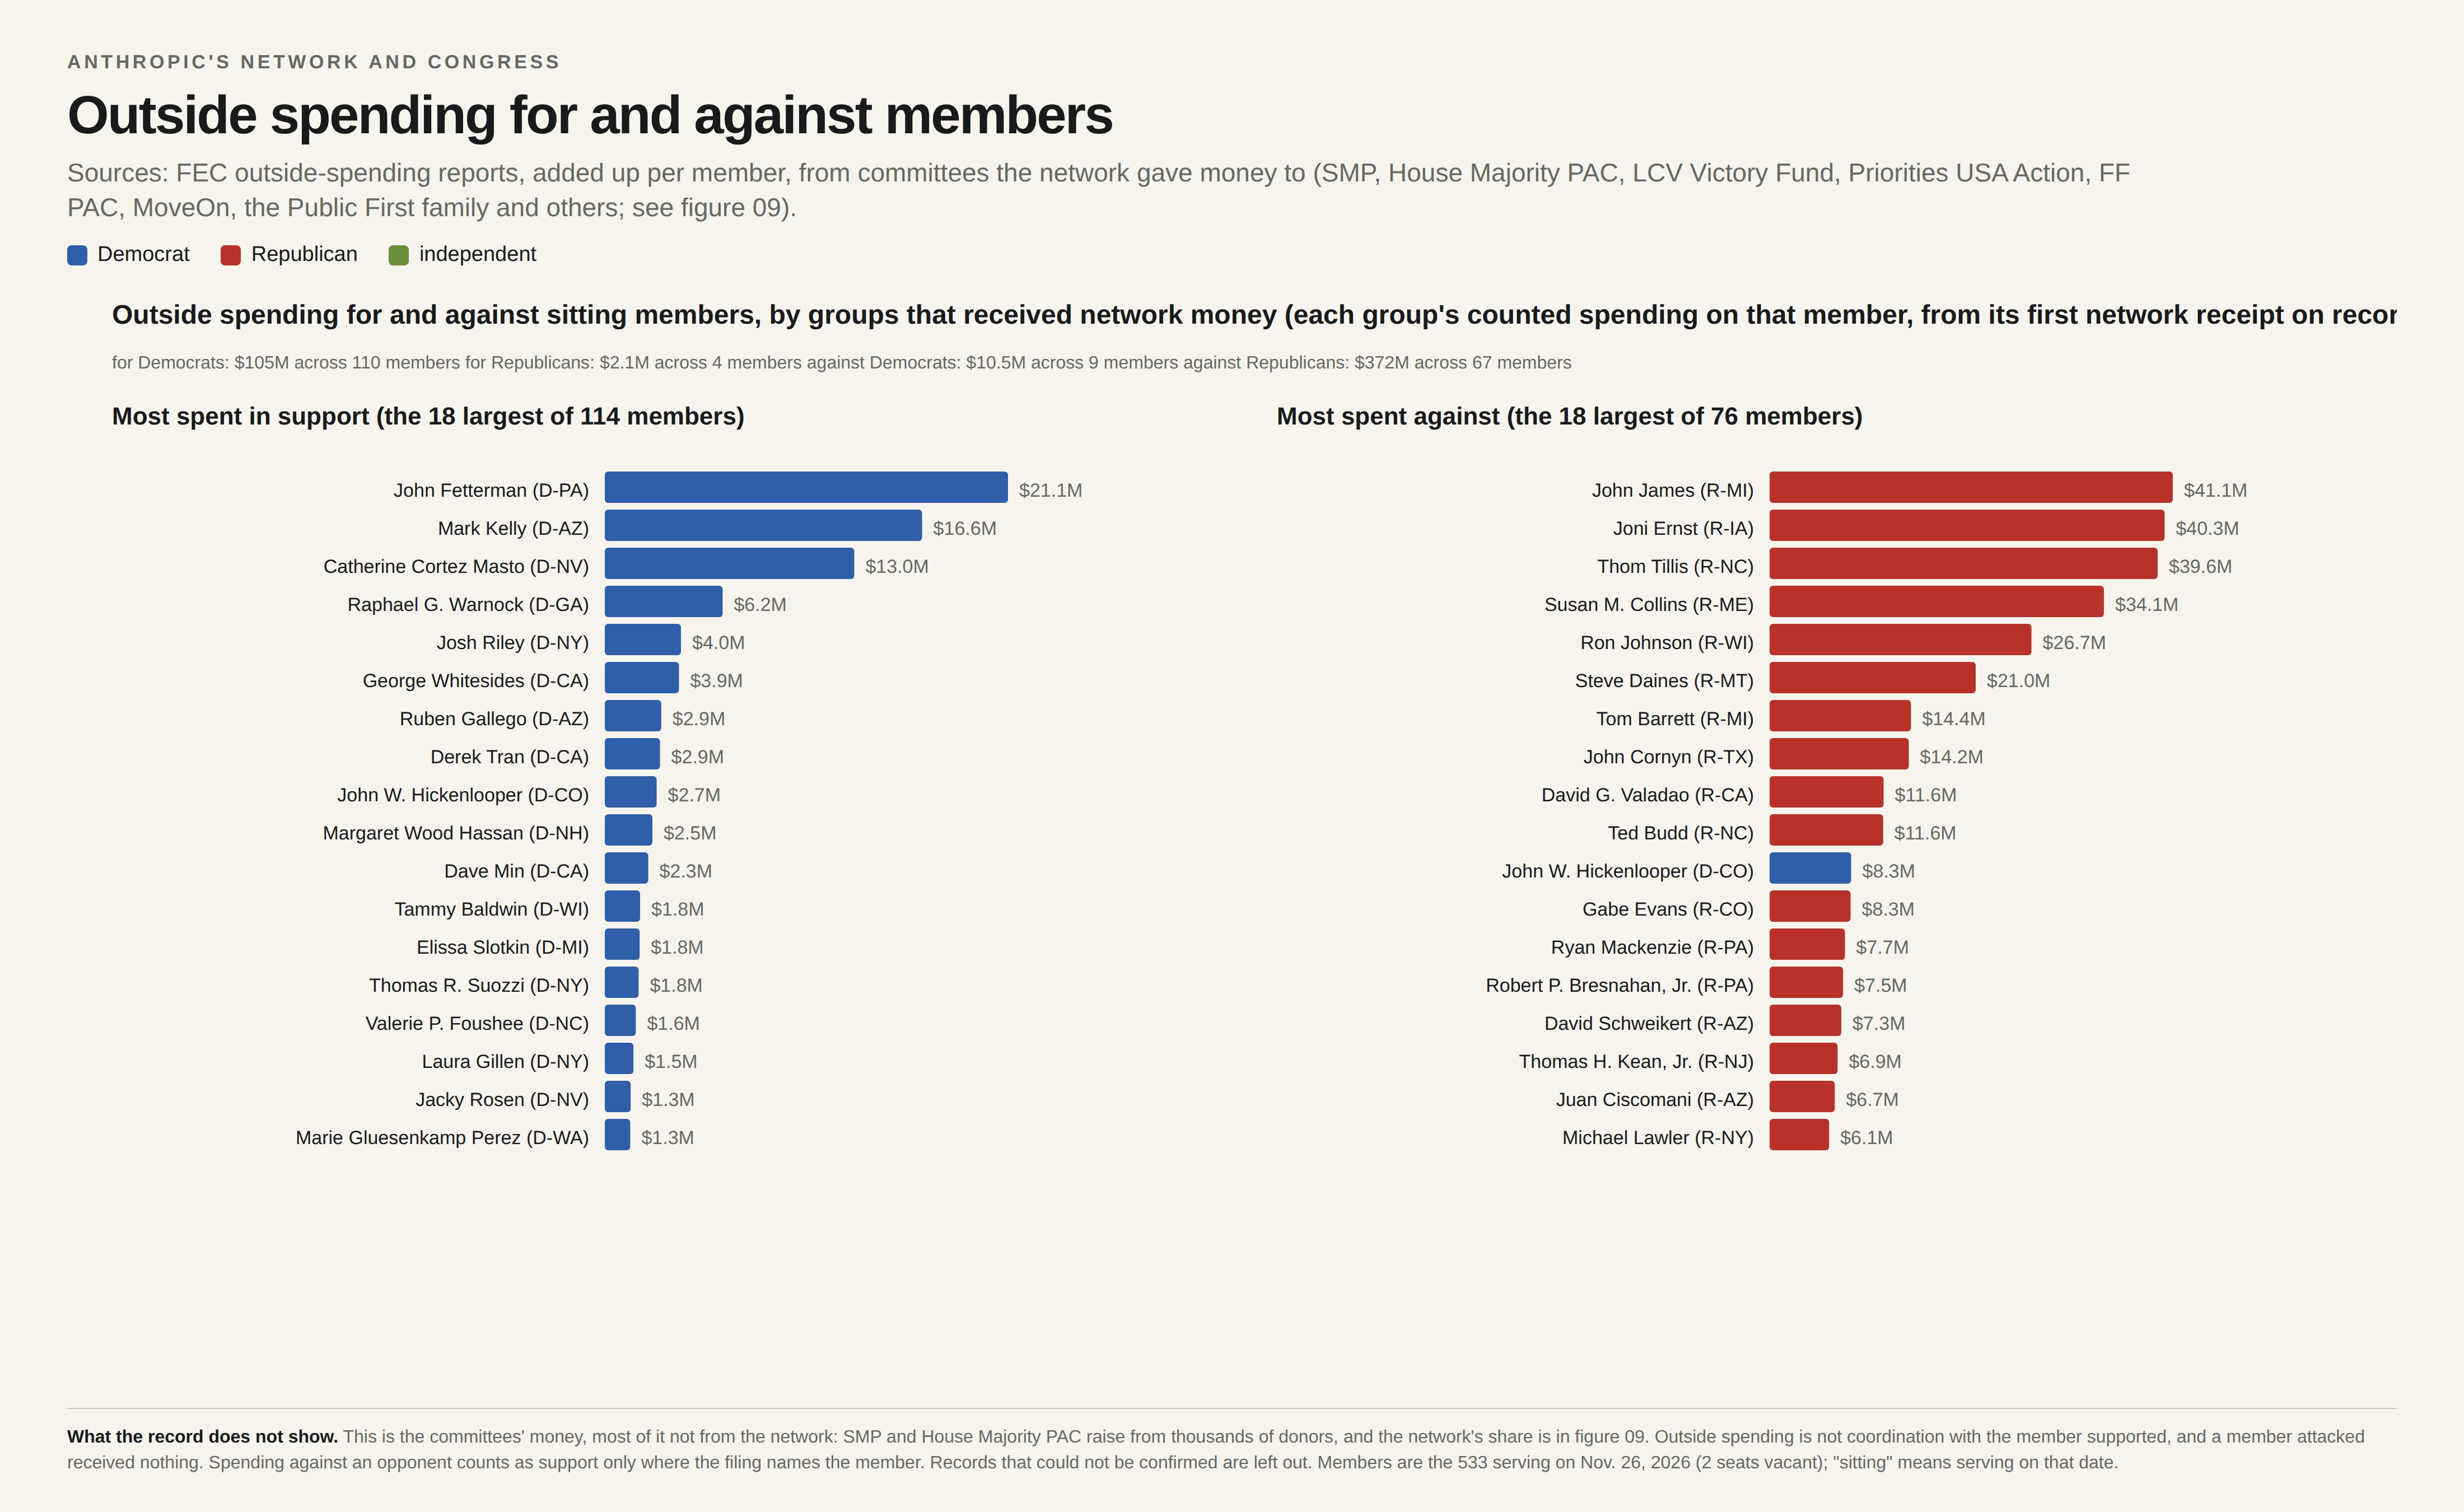 ANTHROPIC'S NETWORK AND CONGRESS
Outside spending for and against members
Sources: FEC outside-spending reports, added up per member, from committees the network gave money to (SMP, House Majority PAC, LCV Victory Fund, Priorities USA Action, FF
PAC, MoveOn, the Public First family and others; see figure 09).
Democrat Republican independent
Outside spending for and against sitting members, by groups that received network money (each group's counted spending on that member, from its first network receipt on recor
for Democrats: $105M across 110 members for Republicans: $2.1M across 4 members against Democrats: $10.5M across 9 members against Republicans: $372M across 67 members
Most spent in support (the 18 largest of 114 members)
John Fetterman (D-PA) $21.1M
Mark Kelly (D-AZ) $16.6M
Catherine Cortez Masto (D-NV) $13.0M
Raphael G. Warnock (D-GA) $6.2M
Josh Riley (D-NY) $4.0M
George Whitesides (D-CA) $3.9M
Ruben Gallego (D-AZ) $2.9M
Derek Tran (D-CA) $2.9M
John W. Hickenlooper (D-CO) $2.7M
Margaret Wood Hassan (D-NH) $2.5M
Dave Min (D-CA) $2.3M
Tammy Baldwin (D-WI) $1.8M
Elissa Slotkin (D-MI) $1.8M
Thomas R. Suozzi (D-NY) $1.8M
Valerie P. Foushee (D-NC) $1.6M
Laura Gillen (D-NY) $1.5M
Jacky Rosen (D-NV) $1.3M
Marie Gluesenkamp Perez (D-WA) $1.3M
Most spent against (the 18 largest of 76 members)
John James (R-MI) $41.1M
Joni Ernst (R-IA) $40.3M
Thom Tillis (R-NC) $39.6M
Susan M. Collins (R-ME) $34.1M
Ron Johnson (R-WI) $26.7M
Steve Daines (R-MT) $21.0M
Tom Barrett (R-MI) $14.4M
John Cornyn (R-TX) $14.2M
David G. Valadao (R-CA) $11.6M
Ted Budd (R-NC) $11.6M
John W. Hickenlooper (D-CO) $8.3M
Gabe Evans (R-CO) $8.3M
Ryan Mackenzie (R-PA) $7.7M
Robert P. Bresnahan, Jr. (R-PA) $7.5M
David Schweikert (R-AZ) $7.3M
Thomas H. Kean, Jr. (R-NJ) $6.9M
Juan Ciscomani (R-AZ) $6.7M
Michael Lawler (R-NY) $6.1M
What the record does not show. This is the committees' money, most of it not from the network: SMP and House Majority PAC raise from thousands of donors, and the network's share is in figure 09. Outside spending is not coordination with the member supported, and a member attacked
received nothing. Spending against an opponent counts as support only where the filing names the member. Records that could not be confirmed are left out. Members are the 533 serving on Nov. 26, 2026 (2 seats vacant); "sitting" means serving on that date.